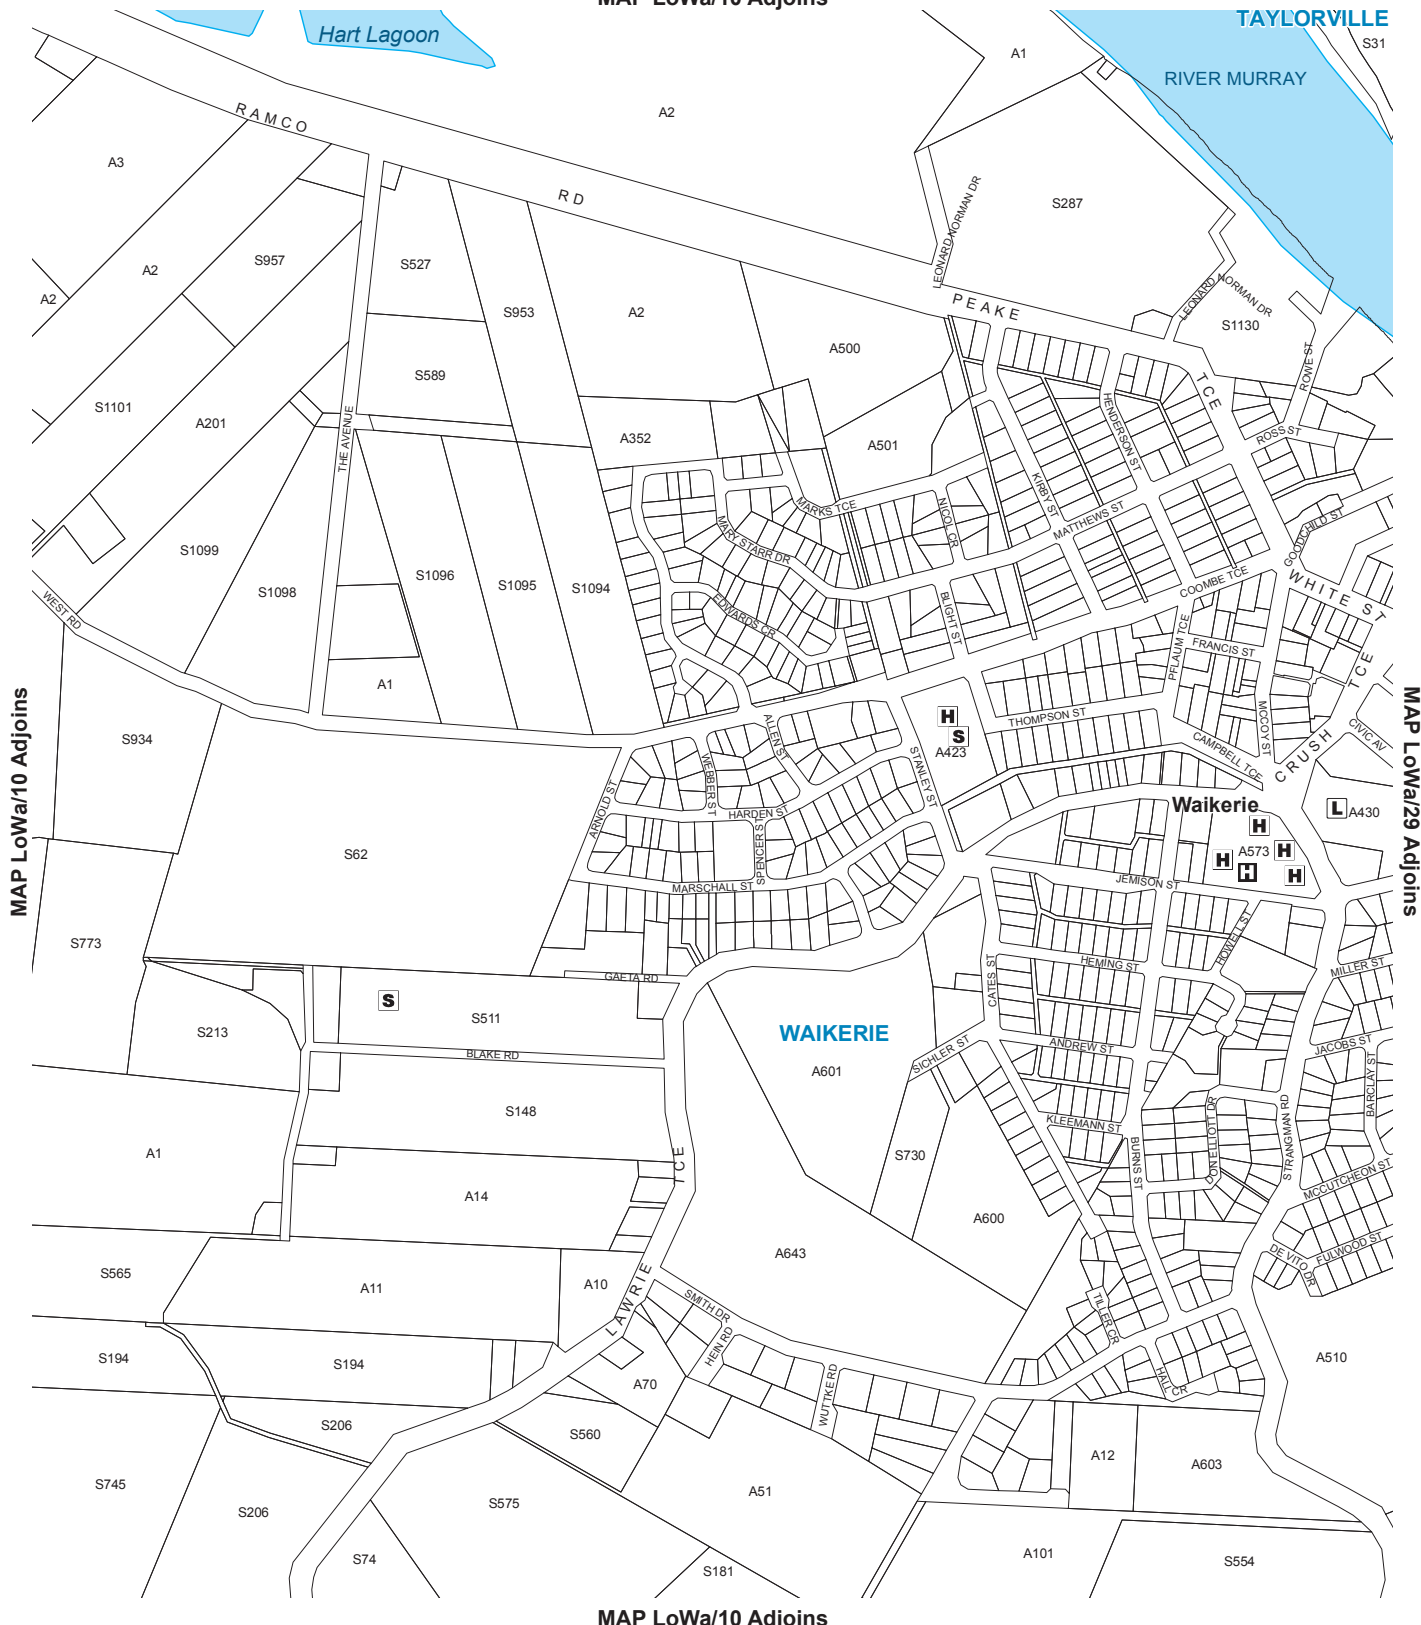 MAP LoWa/10 Adjoins
TAYLORVILLE
Hart Lagoon
S31
A1
RIVER MURRAY
A2
RAMCO
A3
RD
LEONARD NORMAN DR
S287
A2
S957
S527
A2
S953
A2
PEAKE
LEONARD NORMAN DR
S1130
A500
ROWE ST
S589
TCE
S1101
A201
THE AVENUE
A352
A501
HENDERSON ST
ROSS ST
KIRBY ST
MARKS TCE
NICOL CR
MATTHEWS ST
GOODCHILD ST
MARY STARR DR
S1099
S1098
S1096
S1095
S1094
COOMBE TCE
WHITE ST
WEST RD
EDWARDS CR
BLIGHT ST
PFLAUM TCE
FRANCIS ST
TCE
A1
MAP LoWa/10 Adjoins
MAP LoWa/29 Adjoins
S934
ALLEN ST
H
S
A423
THOMPSON ST
MCCOY ST
CIVIC AV
CAMPBELL TCE
CRUSH
WEBBER ST
STANLEY ST
ARNOLD ST
HARDEN ST
Waikerie
L
A430
H
S62
SPENCER ST
A573
H
H
H
H
MARSCHALL ST
JEMISON ST
S773
HOWELL ST
HEMING ST
MILLER ST
GAETA RD
CATES ST
S
S511
S213
WAIKERIE
BLAKE RD
SICHLER ST
ANDREW ST
JACOBS ST
A601
BARCLAY ST
S148
KLEEMANN ST
DON ELLIOTT DR
STRANGMAN RD
A1
TCE
S730
BURNS ST
MCCUTCHEON ST
A14
A600
A643
FULWOOD ST
DE VITO DR
S565
A11
A10
LAWRIE
SMITH DR
TILLER CR
HEIN RD
S194
S194
A510
A70
WUTTKE RD
HALL CR
S206
S560
A12
A603
S745
A51
S575
S206
S74
A101
S554
S181
MAP LoWa/10 Adjoins